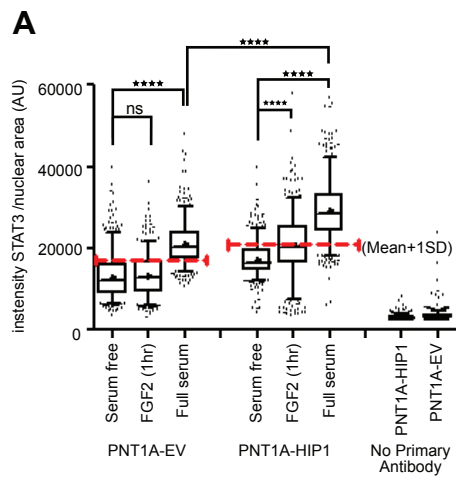 A
instensity STAT3 /nuclear area (AU)
60000
40000
20000
0
****
ns
****
****
****
(Mean+1SD)
Serum free
FGF2 (1hr)
Full serum
Serum free
FGF2 (1hr)
Full serum
PNT1A-HIP1
PNT1A-EV
PNT1A-EV
PNT1A-HIP1
No Primary
Antibody